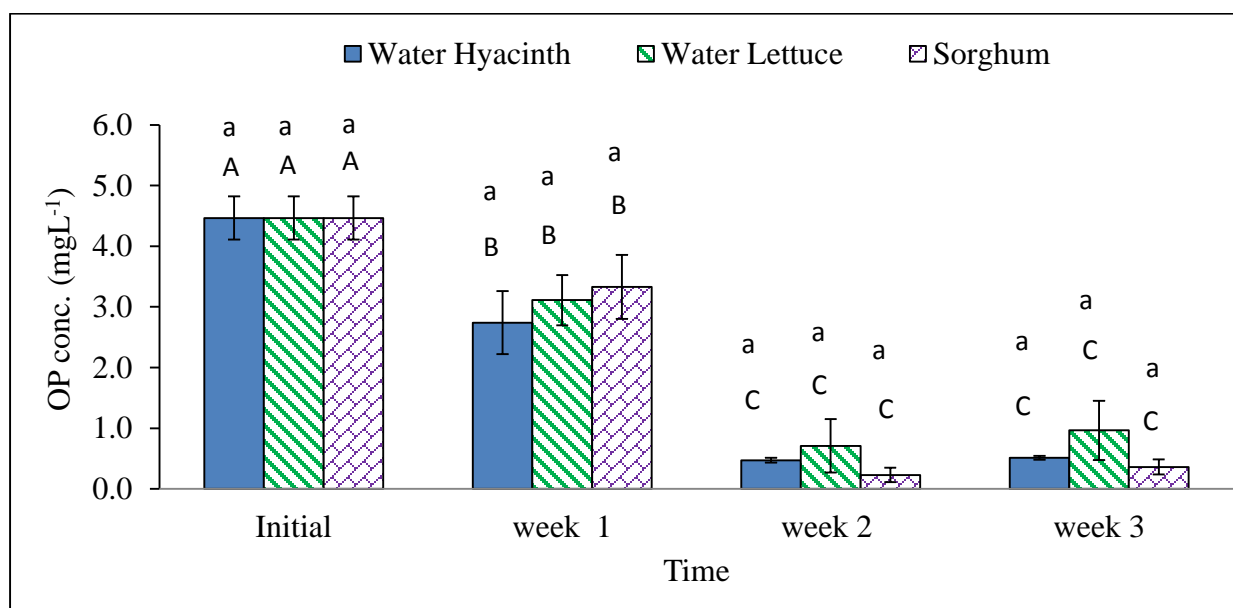 Water Hyacinth Water Lettuce Sorghum
OP conc. (mgL-1)
6.0
5.0
4.0
3.0
2.0
1.0
0.0
a a a
A A A
a a a
B B B
a a a
C C C
a a a
C C C
Initial week 1 week 2 week 3
Time